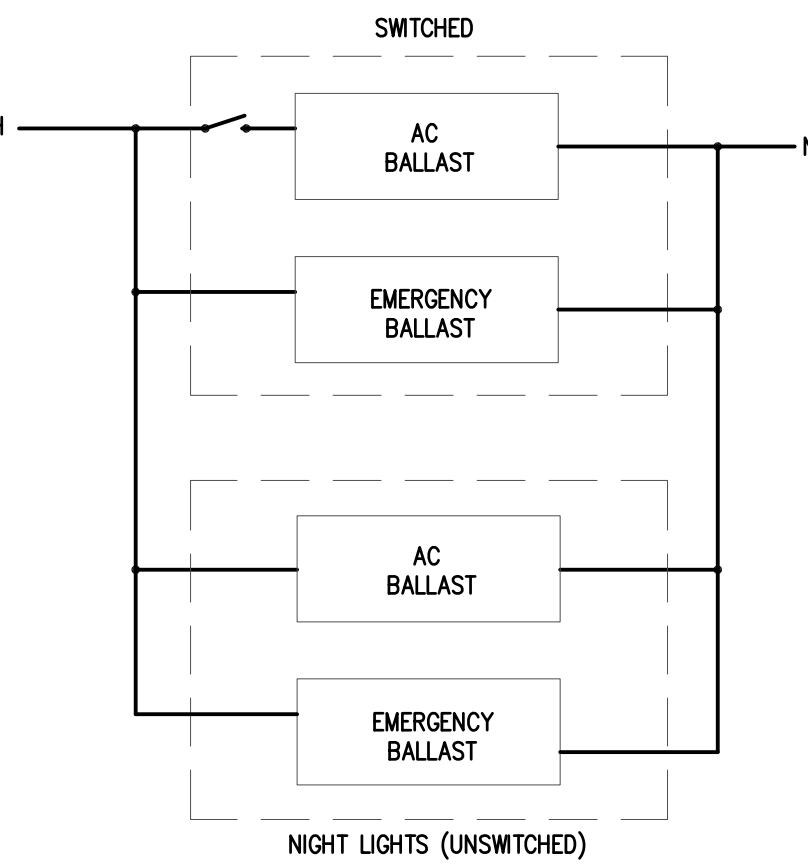 SWITCHED
AC
BALLAST
EMERGENCY
BALLAST
AC
BALLAST
EMERGENCY
BALLAST
NIGHT LIGHTS (UNSWITCHED)